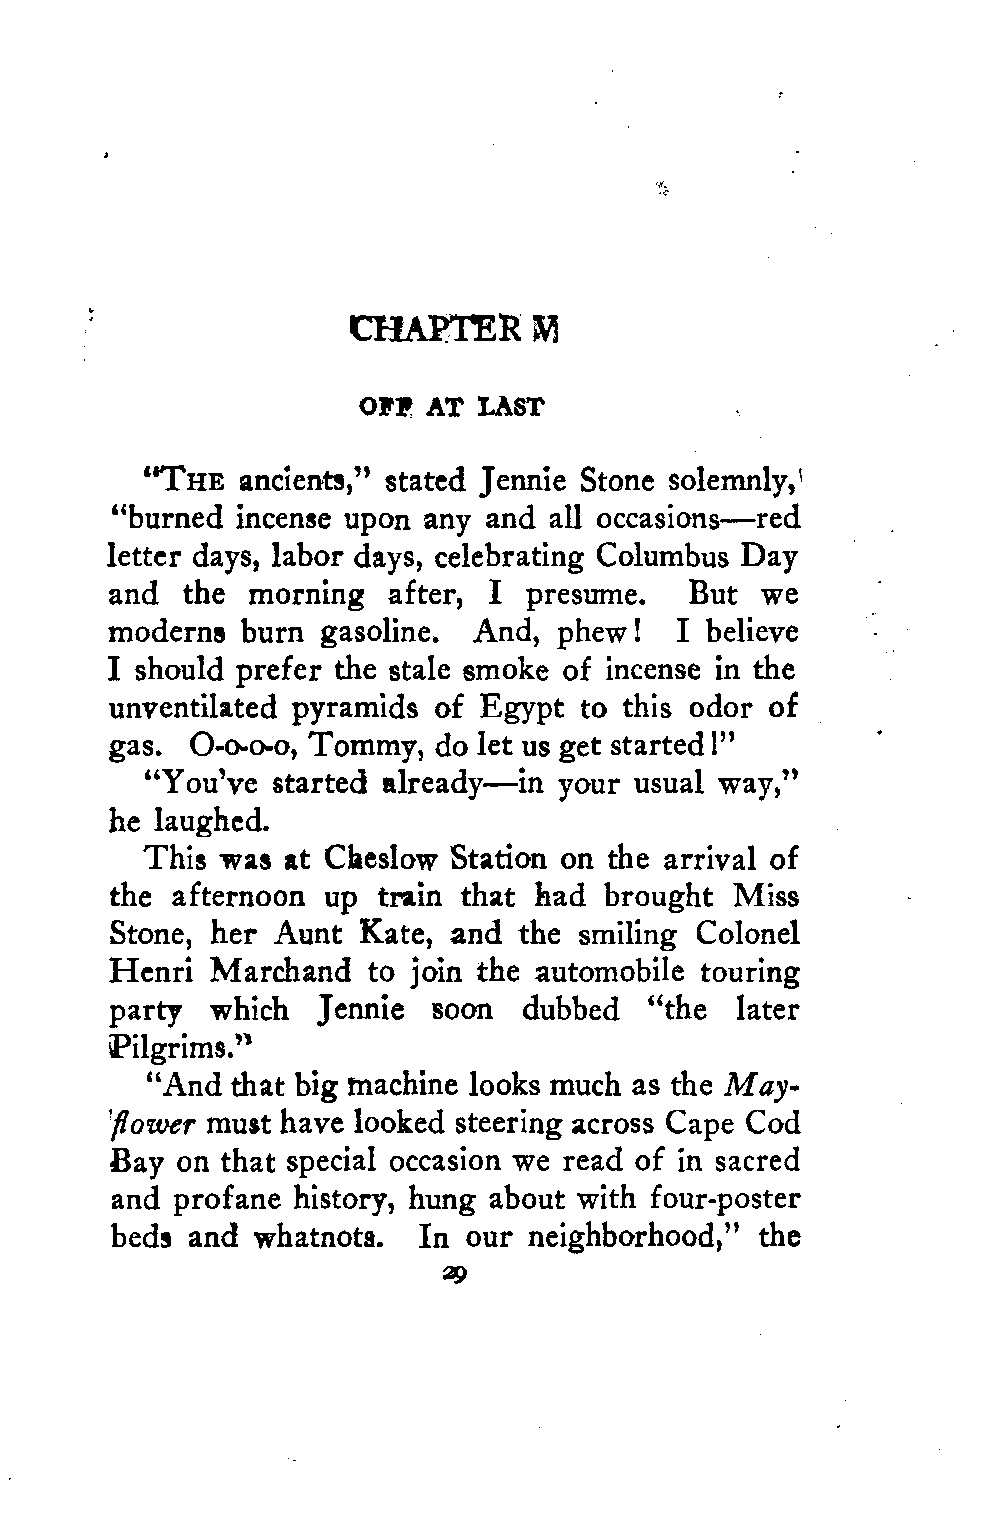 CHAPTER VI
OFF AT LAST
"THE ancients," stated Jennie Stone solemnly,
"burned incense upon any and all occasions—red
letter days, labor days, celebrating Columbus Day
and the morning after, I presume. But we
moderns burn gasoline. And, phew! I believe
I should prefer the stale smoke of incense in the
unventilated pyramids of Egypt to this odor of
gas. O-o-o-o, Tommy, do let us get started!"
"You've started already—in your usual way,"
he laughed.
This was at Cheslow Station on the arrival of
the afternoon up train that had brought Miss
Stone, her Aunt Kate, and the smiling Colonel
Henri Marchand to join the automobile touring
party which Jennie soon dubbed "the later
Pilgrims."
"And that big machine looks much as the May-
flower must have looked steering across Cape Cod
Bay on that special occasion we read of in sacred
and profane history, hung about with four-poster
beds and whatnots. In our neighborhood," the
29